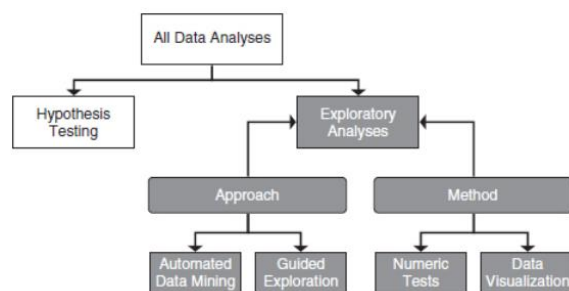 All Data Analyses
Hypothesis
Testing
Exploratory
Analyses
Approach
Method
Automated
Data Mining
Guided
Exploration
Numeric
Tests
Data
Visualization